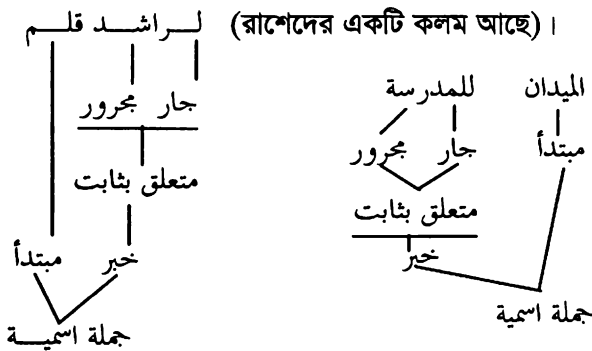 لراشد قلم (রাশেদের একটি কলম আছে)।
الميدان للمدرسة
جار مجرور
مبتدأ جار مجرور
متعلق بثابت
متعلق بثابت
خبر مبتدأ
خبر
جملة اسمية
جملة اسمية